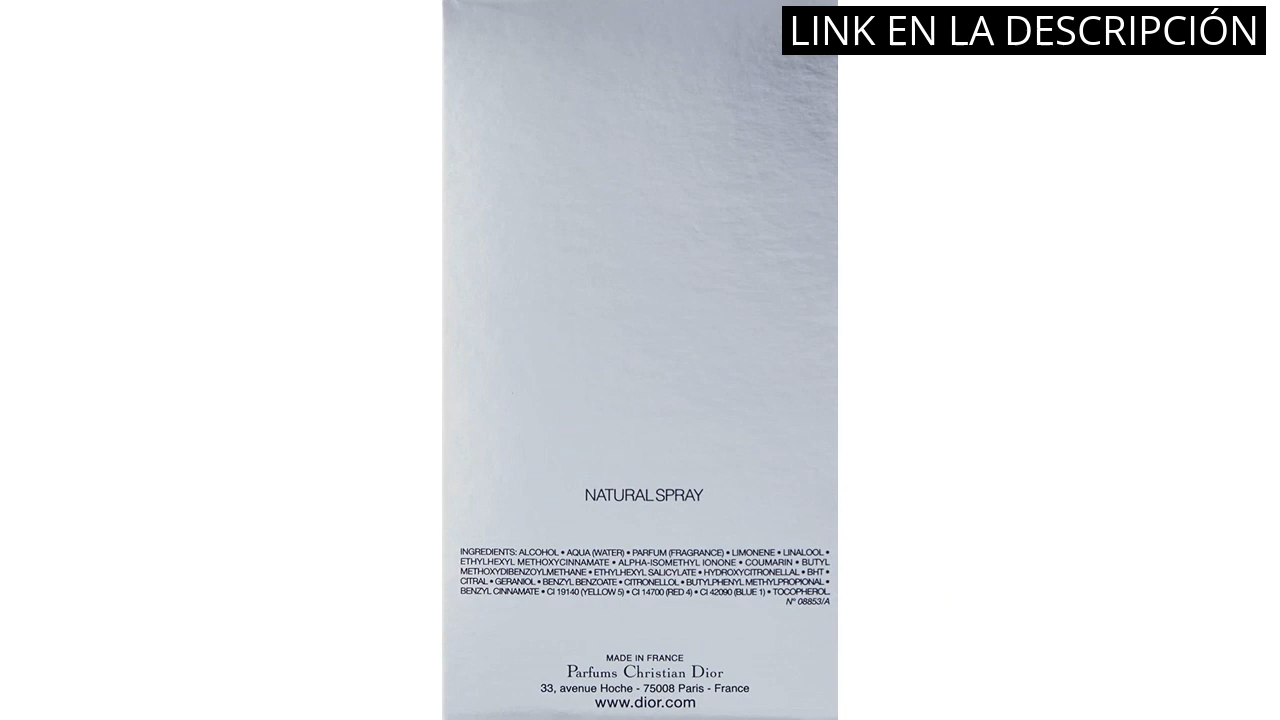 LINK EN LA DESCRIPCIÓN
NATURAL SPRAY
INGREDIENTS: ALCOHOL • AQUA (WATER) • PARFUM (FRAGRANCE) • LIMONENE • LINALOOL •
ETHYLHEXYL METHOXYCINNAMATE • ALPHA-ISOMETHYL IONONE • COUMARIN • BUTYL
METHOXYDIBENZOYLMETHANE • ETHYLHEXYL SALICYLATE • HYDROXYCITRONELLAL • BHT •
CITRAL • GERANIOL • BENZYL BENZOATE • CITRONELLOL • BUTYLPHENYL METHYLPROPIONAL •
BENZYL CINNAMATE • CI 19140 (YELLOW 5) • CI 14700 (RED 4) • CI 42090 (BLUE 1) • TOCOPHEROL.
N° 08853/A
MADE IN FRANCE
Parfums Christian Dior
33, avenue Hoche - 75008 Paris - France
www.dior.com